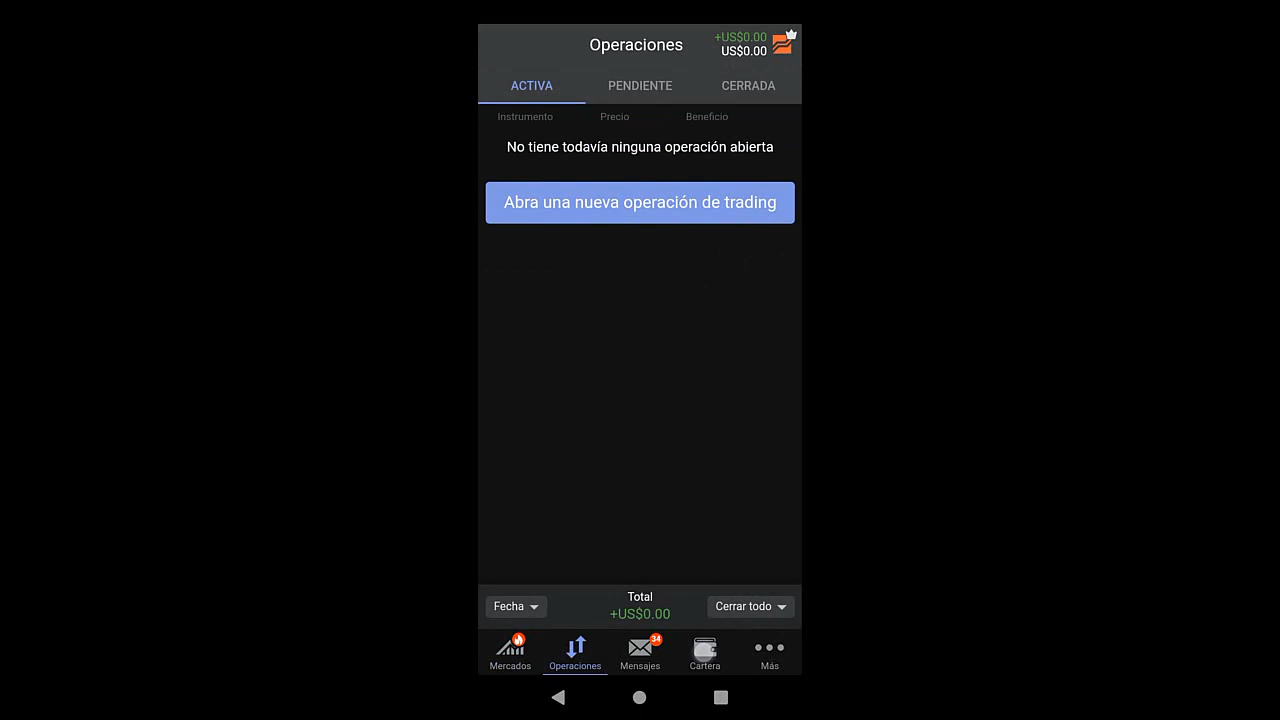 Operaciones
+US$0.00
US$0.00
ACTIVA PENDIENTE CERRADA
Instrumento Precio Beneficio
No tiene todavía ninguna operación abierta
Abra una nueva operación de trading
Fecha
Total
+US$0.00
Cerrar todo
34
Mercados Operaciones Mensajes Cartera Más